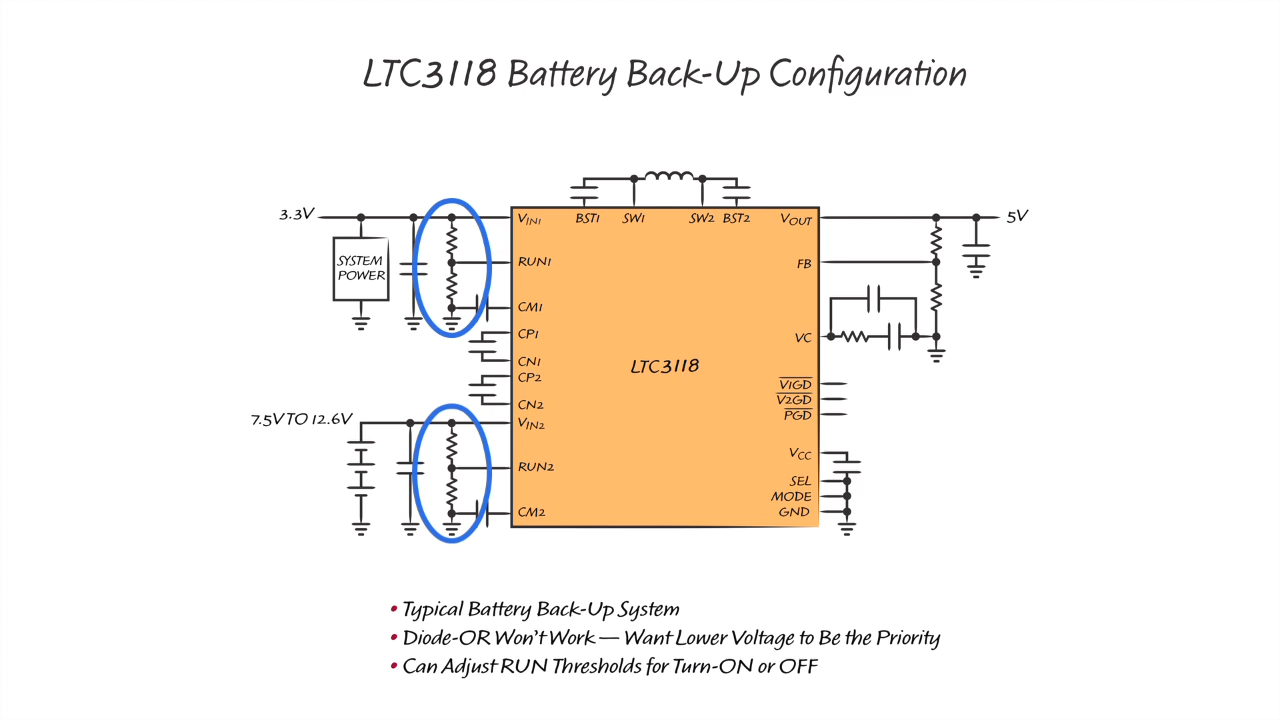 LTC3118 Battery Back-Up Configuration
3.3V
SYSTEM
POWER
7.5V TO 12.6V
BST1 SW1 SW2 BST2
VIN1
RUN1
CM1
CP1
CN1
CP2
CN2
VIN2
RUN2
CM2
LTC3118
VOUT
FB
VC
V1GD
V2GD
PGD
VCC
SEL
MODE
GND
5V
• Typical Battery Back-Up System
• Diode-OR Won't Work — Want Lower Voltage to Be the Priority
• Can Adjust RUN Thresholds for Turn-ON or OFF